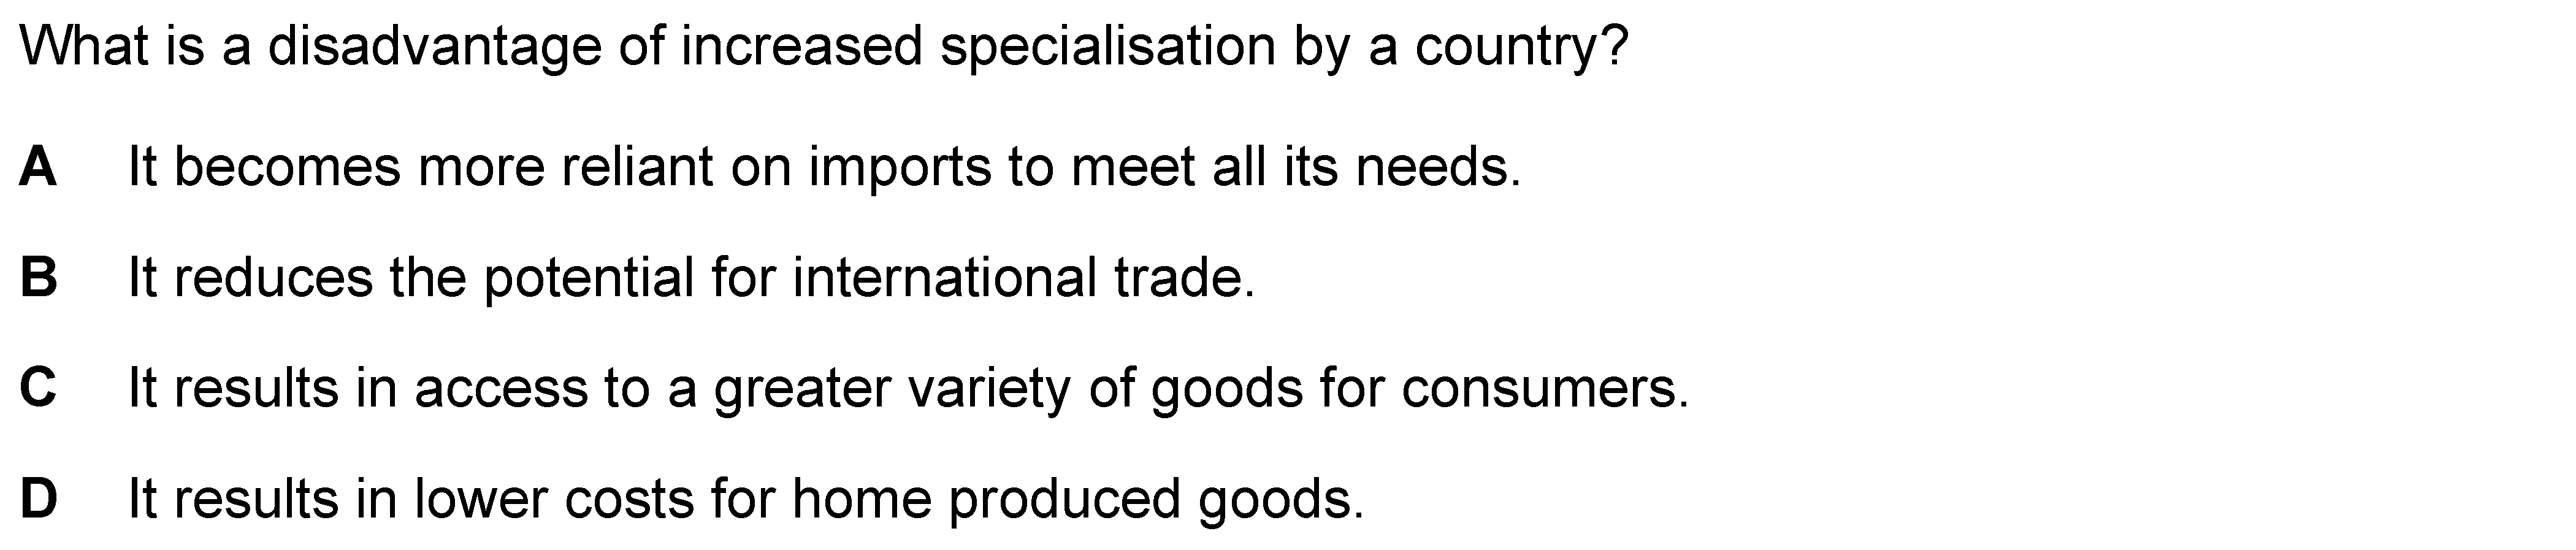 What is a disadvantage of increased specialisation by a country?
A It becomes more reliant on imports to meet all its needs.
B It reduces the potential for international trade.
C It results in access to a greater variety of goods for consumers.
D It results in lower costs for home produced goods.